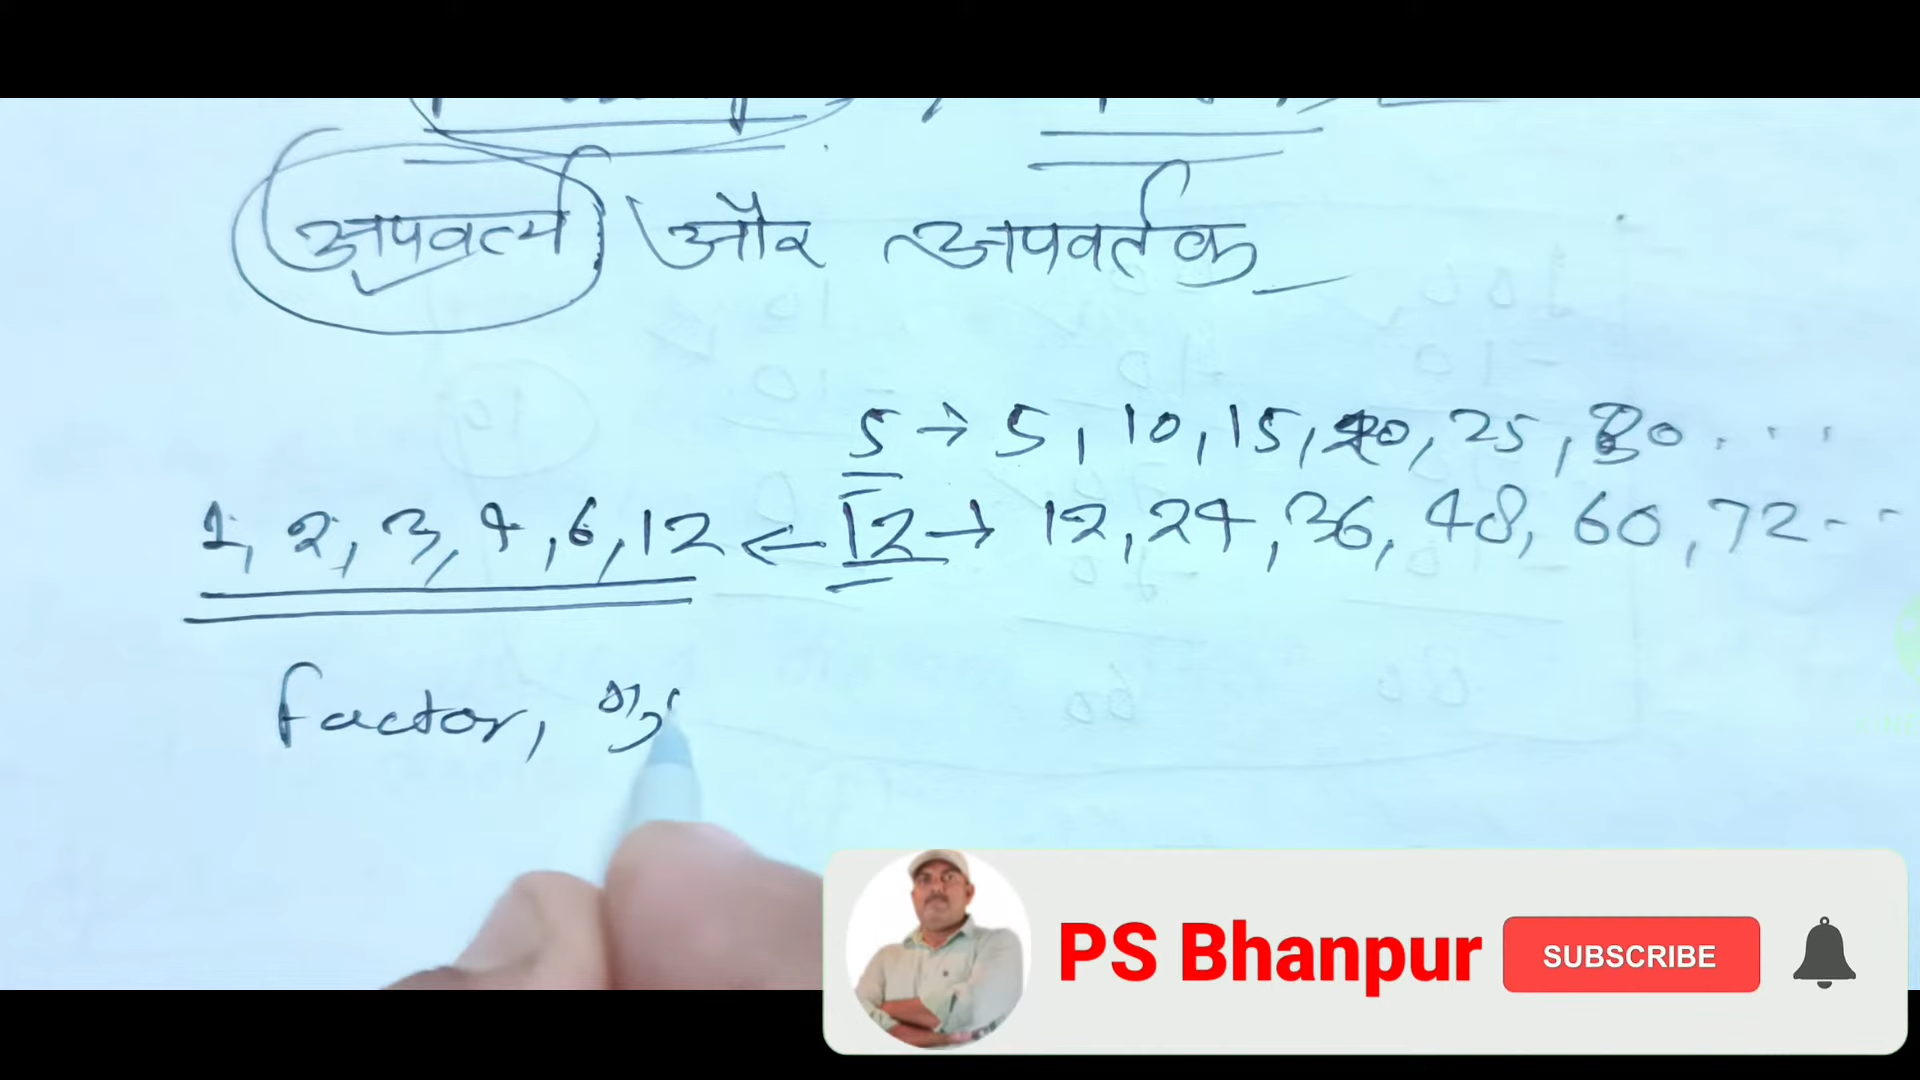 अपवर्त्य और अपवर्तक
5 → 5, 10, 15, 20, 25, 30 . . . .
1, 2, 3, 4, 6, 12 ← 12 → 12, 24, 36, 48, 60, 72 - - -
factor,
PS Bhanpur SUBSCRIBE